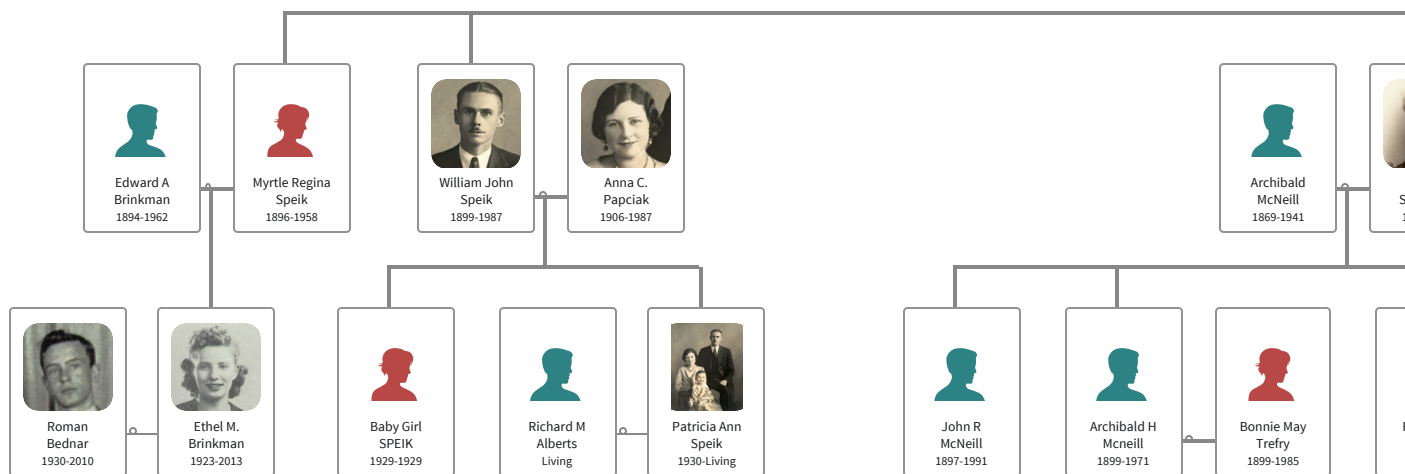 Edward A
Brinkman
1894-1962
Myrtle Regina
Speik
1896-1958
William John
Speik
1899-1987
Anna C.
Papciak
1906-1987
Archibald
McNeill
1869-1941
Roman
Bednar
1930-2010
Ethel M.
Brinkman
1923-2013
Baby Girl
SPEIK
1929-1929
Richard M
Alberts
Living
Patricia Ann
Speik
1930-Living
John R
McNeill
1897-1991
Archibald H
Mcneill
1899-1971
Bonnie May
Trefry
1899-1985